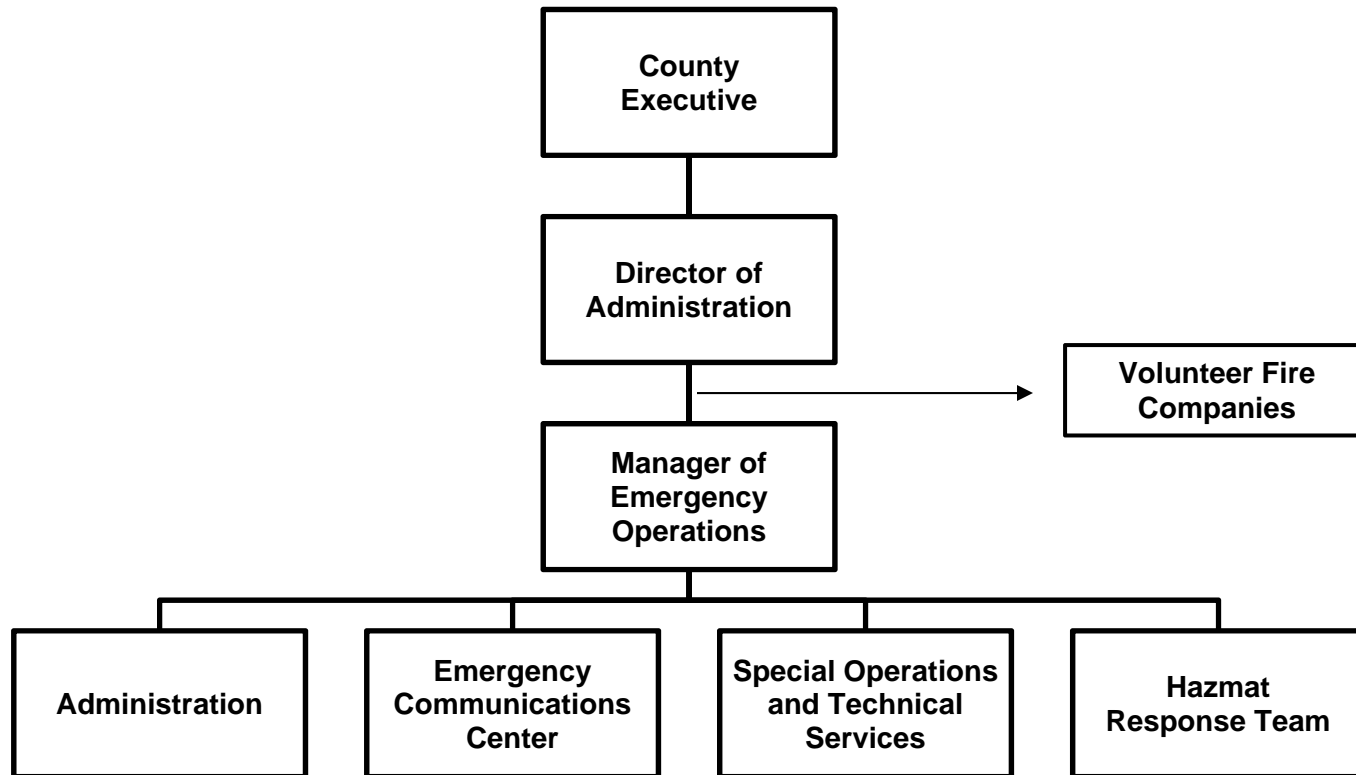 County
Executive
Director of
Administration
Volunteer Fire
Companies
Manager of
Emergency
Operations
Administration
Emergency
Communications
Center
Special Operations
and Technical
Services
Hazmat
Response Team